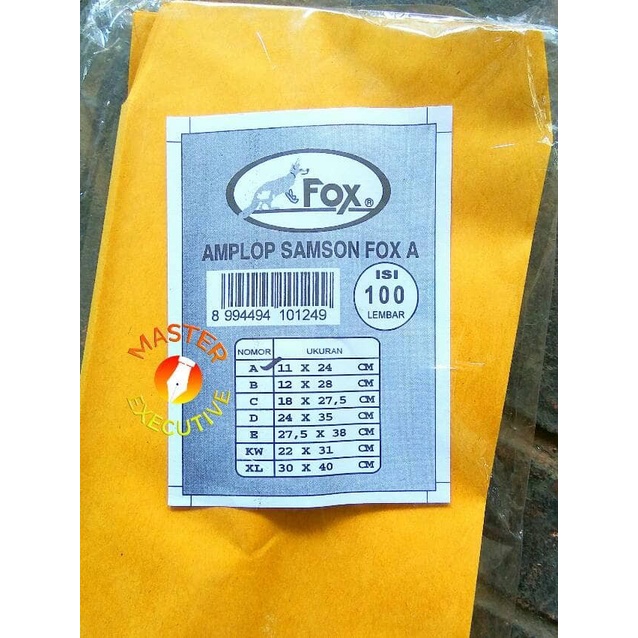 FOX ®
AMPLOP SAMSON FOX A
ISI
100
LEMBAR
8 994494 101249
NOMOR UKURAN
A 11 X 24 CM
B 12 X 28 CM
C 18 X 27,5 CM
D 24 X 35 CM
E 27,5 X 38 CM
KW 22 X 31 CM
XL 30 X 40 CM
MASTER
EXECUTIVE